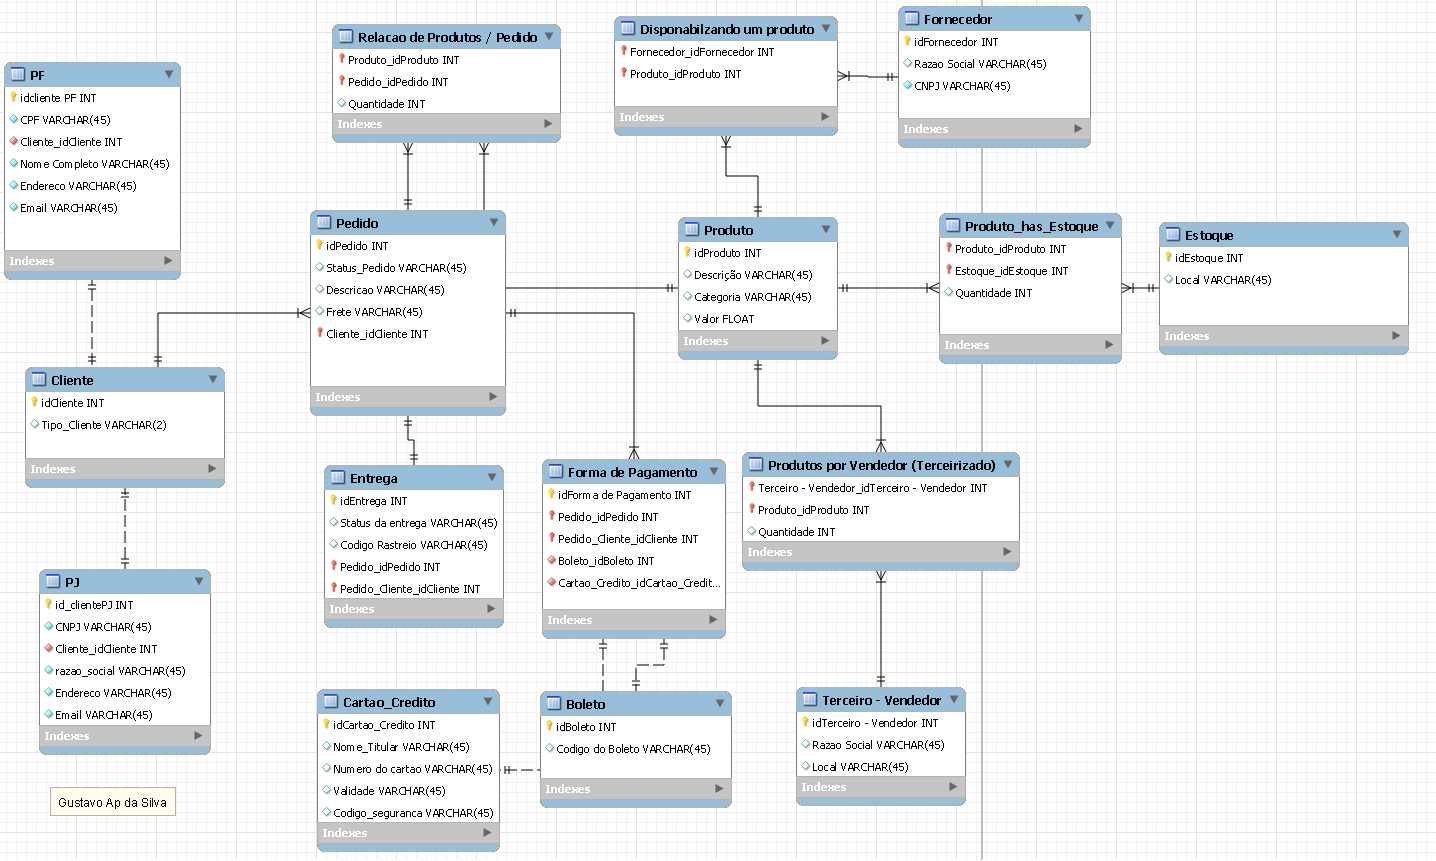 PF
idcliente PF INT
CPF VARCHAR(45)
Cliente_idCliente INT
Nome Completo VARCHAR(45)
Endereco VARCHAR(45)
Email VARCHAR(45)
Indexes
Relacao de Produtos / Pedido
Produto_idProduto INT
Pedido_idPedido INT
Quantidade INT
Indexes
Disponabilzando um produto
Fornecedor_idFornecedor INT
Produto_idProduto INT
Indexes
Fornecedor
idFornecedor INT
Razao Social VARCHAR(45)
CNPJ VARCHAR(45)
Indexes
Pedido
idPedido INT
Status_Pedido VARCHAR(45)
Descricao VARCHAR(45)
Frete VARCHAR(45)
Cliente_idCliente INT
Indexes
Produto
idProduto INT
Descrição VARCHAR(45)
Categoria VARCHAR(45)
Valor FLOAT
Indexes
Produto_has_Estoque
Produto_idProduto INT
Estoque_idEstoque INT
Quantidade INT
Indexes
Estoque
idEstoque INT
Local VARCHAR(45)
Indexes
Cliente
idCliente INT
Tipo_Cliente VARCHAR(2)
Indexes
Entrega
idEntrega INT
Status da entrega VARCHAR(45)
Codigo Rastreio VARCHAR(45)
Pedido_idPedido INT
Pedido_Cliente_idCliente INT
Indexes
Forma de Pagamento
idForma de Pagamento INT
Pedido_idPedido INT
Pedido_Cliente_idCliente INT
Boleto_idBoleto INT
Cartao_Credito_idCartao_Credit...
Indexes
Produtos por Vendedor (Terceirizado)
Terceiro - Vendedor_idTerceiro - Vendedor INT
Produto_idProduto INT
Quantidade INT
Indexes
PJ
id_clientePJ INT
CNPJ VARCHAR(45)
Cliente_idCliente INT
razao_social VARCHAR(45)
Endereco VARCHAR(45)
Email VARCHAR(45)
Indexes
Cartao_Credito
idCartao_Credito INT
Nome_Titular VARCHAR(45)
Numero do cartao VARCHAR(45)
Validade VARCHAR(45)
Codigo_seguranca VARCHAR(45)
Indexes
Boleto
idBoleto INT
Codigo do Boleto VARCHAR(45)
Indexes
Terceiro - Vendedor
idTerceiro - Vendedor INT
Razao Social VARCHAR(45)
Local VARCHAR(45)
Indexes
Gustavo Ap da Silva